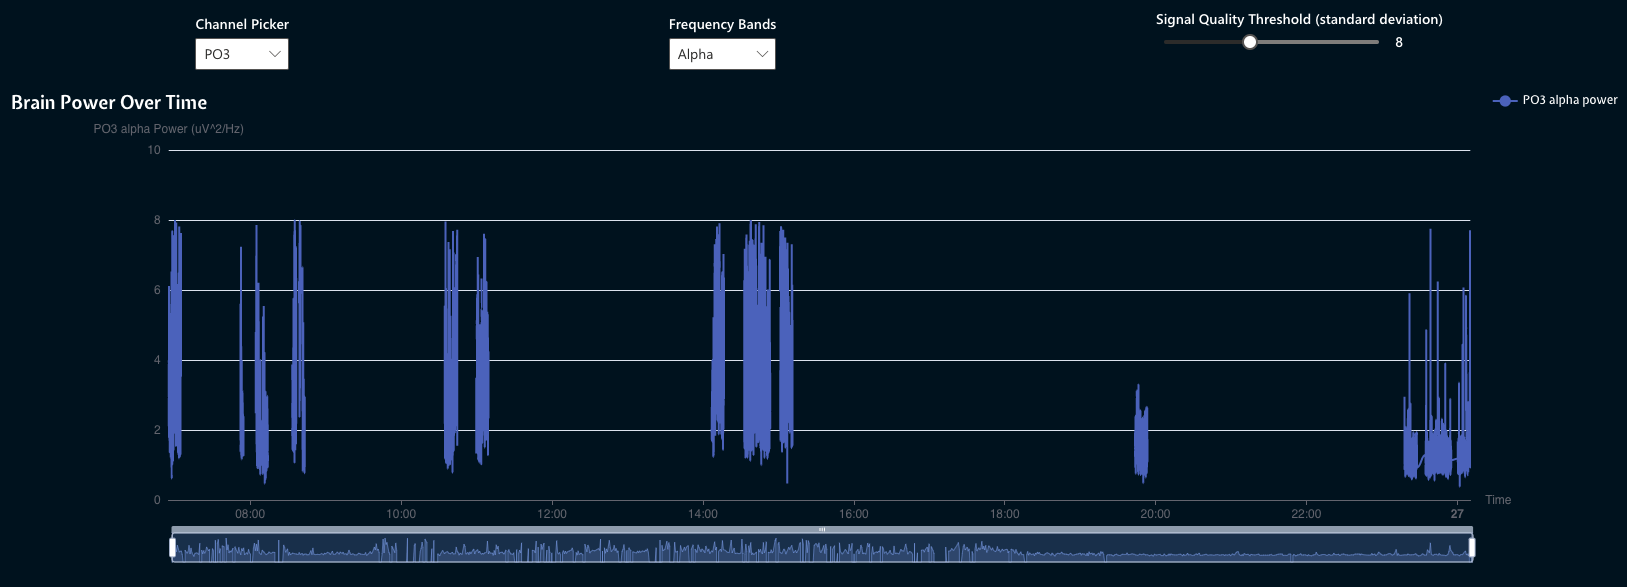 Channel Picker
PO3
Frequency Bands
Alpha
Signal Quality Threshold (standard deviation)
8
Brain Power Over Time
PO3 alpha power
PO3 alpha Power (uV^2/Hz)
10
8
6
4
2
0
08:00
10:00
12:00
14:00
16:00
18:00
20:00
22:00
27
Time